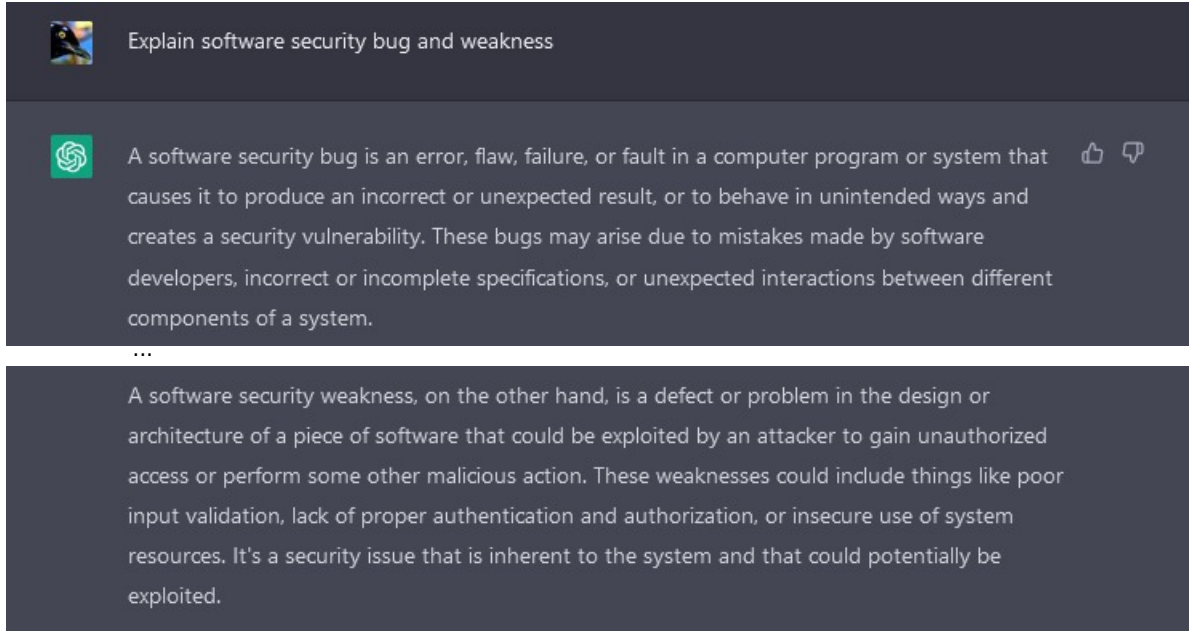 Explain software security bug and weakness
A software security bug is an error, flaw, failure, or fault in a computer program or system that
causes it to produce an incorrect or unexpected result, or to behave in unintended ways and
creates a security vulnerability. These bugs may arise due to mistakes made by software
developers, incorrect or incomplete specifications, or unexpected interactions between different
components of a system.
...
A software security weakness, on the other hand, is a defect or problem in the design or
architecture of a piece of software that could be exploited by an attacker to gain unauthorized
access or perform some other malicious action. These weaknesses could include things like poor
input validation, lack of proper authentication and authorization, or insecure use of system
resources. It's a security issue that is inherent to the system and that could potentially be
exploited.